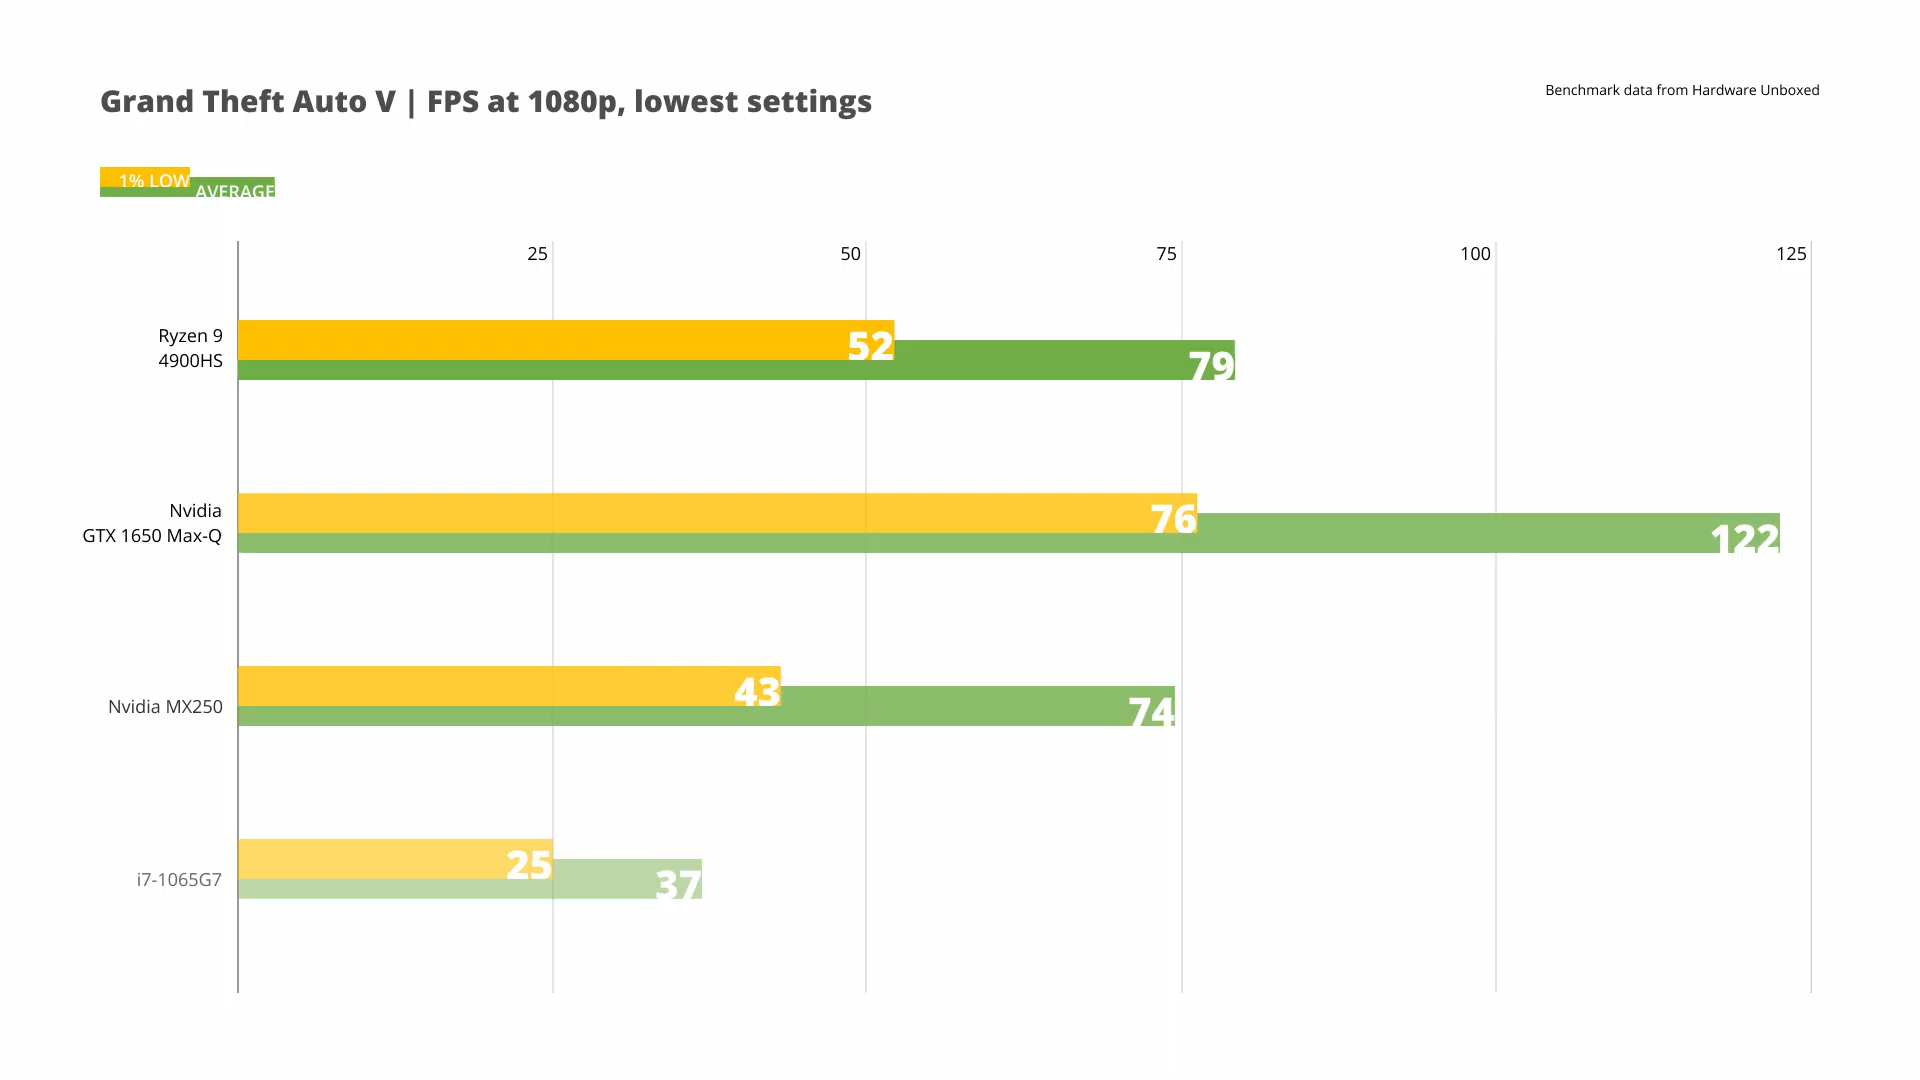 Grand Theft Auto V | FPS at 1080p, lowest settings
Benchmark data from Hardware Unboxed
1% LOW
AVERAGE
25 50 75 100 125
Ryzen 9
4900HS
52
79
Nvidia
GTX 1650 Max-Q
76
122
Nvidia MX250
43
74
i7-1065G7
25
37